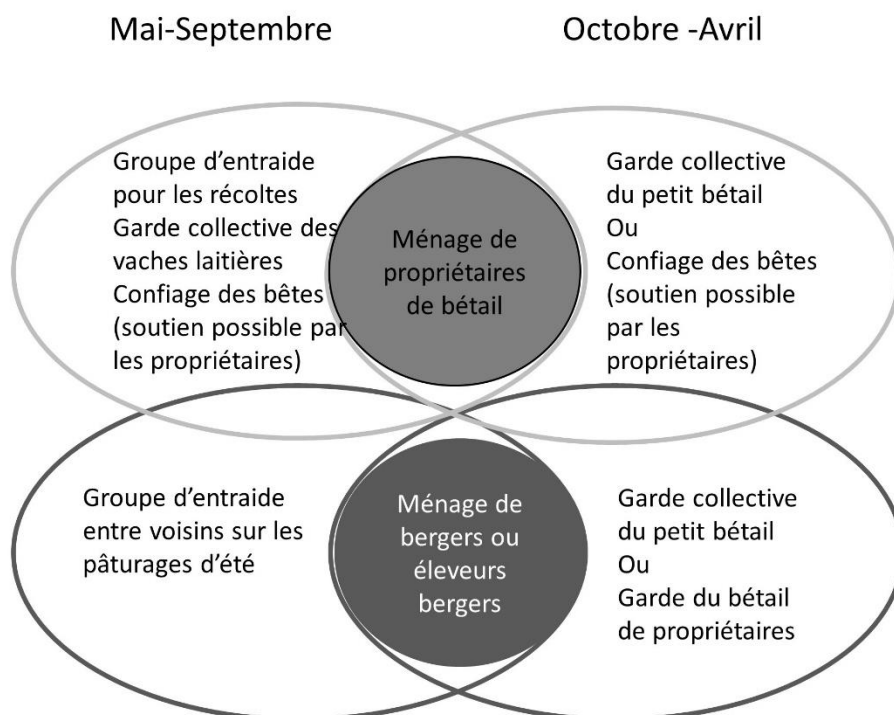 Mai-Septembre
Octobre -Avril
Groupe d’entraide
pour les récoltes
Garde collective des
vaches laitières
Confiage des bêtes
(soutien possible par
les propriétaires)
Ménage de
propriétaires
de bétail
Garde collective
du petit bétail
Ou
Confiage des bêtes
(soutien possible
par les
propriétaires)
Groupe d’entraide
entre voisins sur les
pâturages d’été
Ménage de
bergers ou
éleveurs
bergers
Garde collective
du petit bétail
Ou
Garde du bétail
de propriétaires